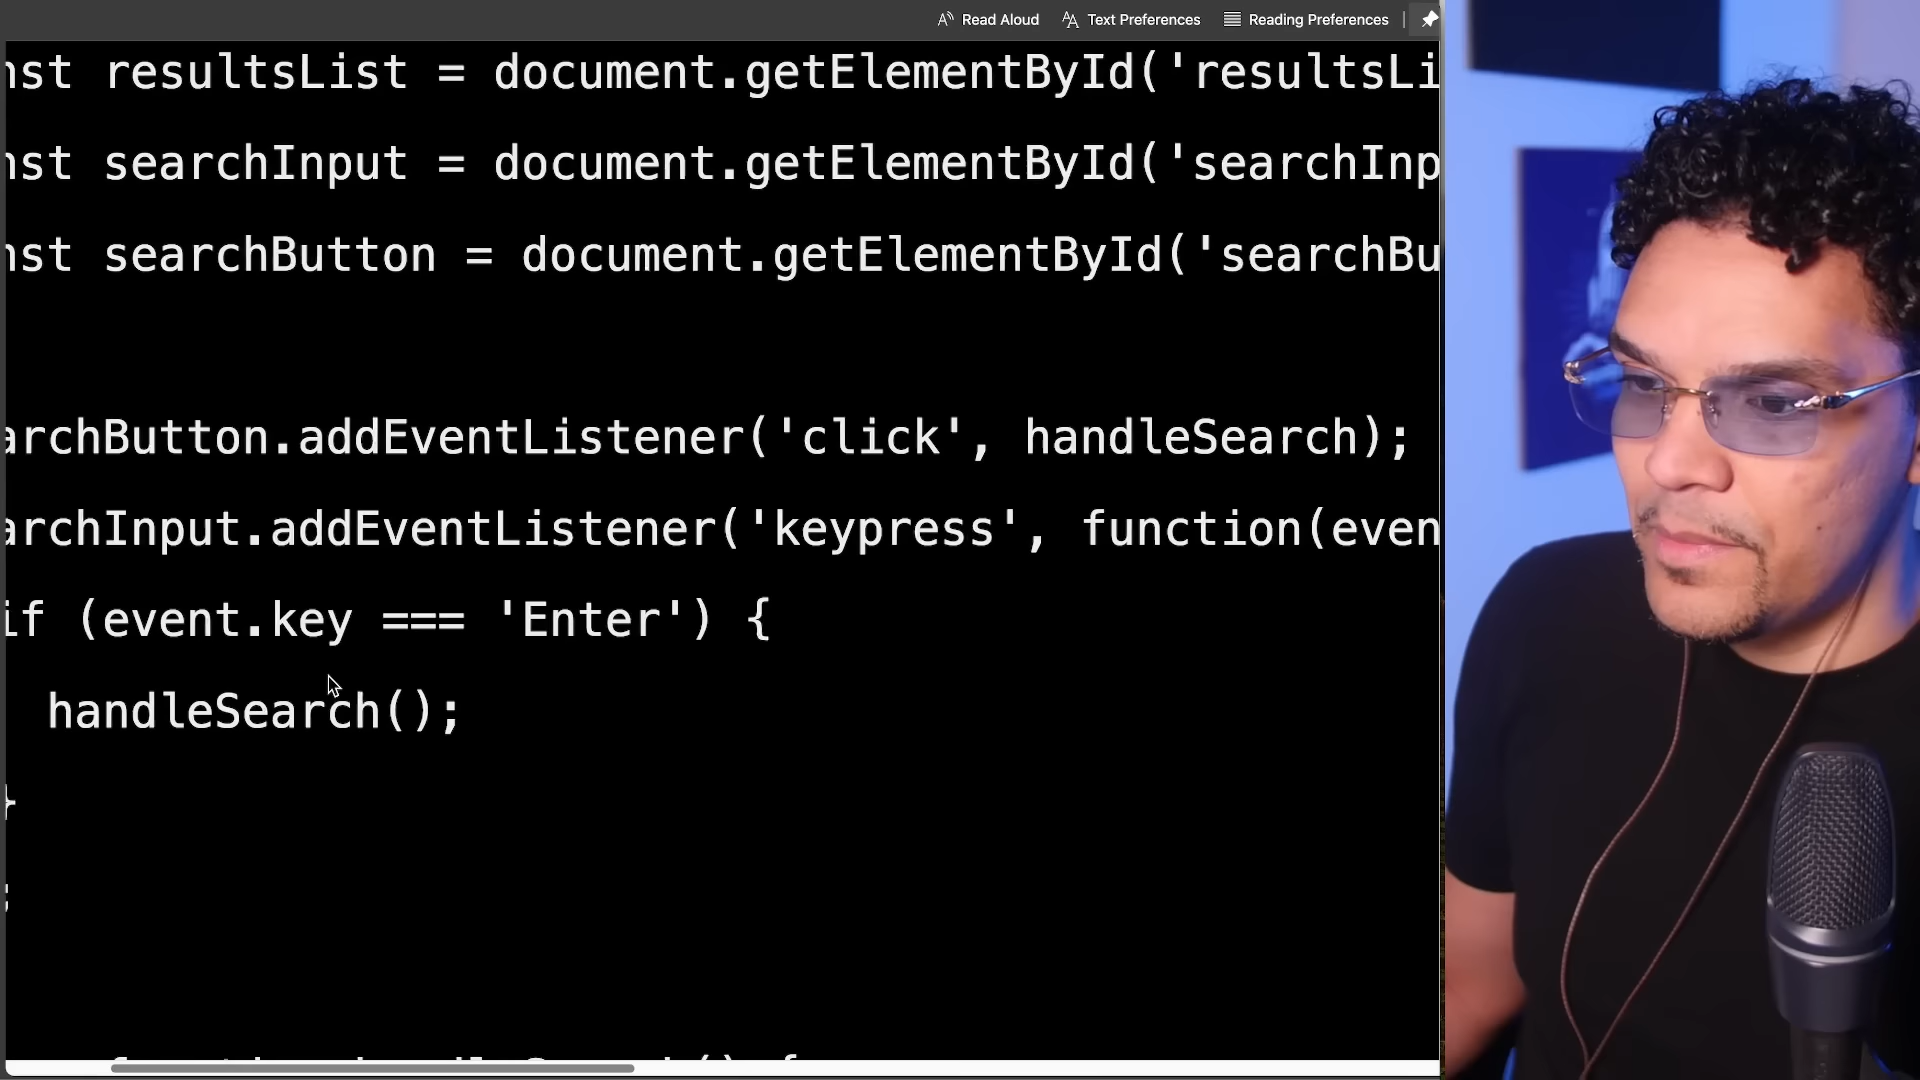 Read Aloud Text Preferences Reading Preferences
nst resultsList = document.getElementById('resultsLi
nst searchInput = document.getElementById('searchInp
nst searchButton = document.getElementById('searchBu
archButton.addEventListener('click', handleSearch);
archInput.addEventListener('keypress', function(even
if (event.key === 'Enter') {
handleSearch();
}
;